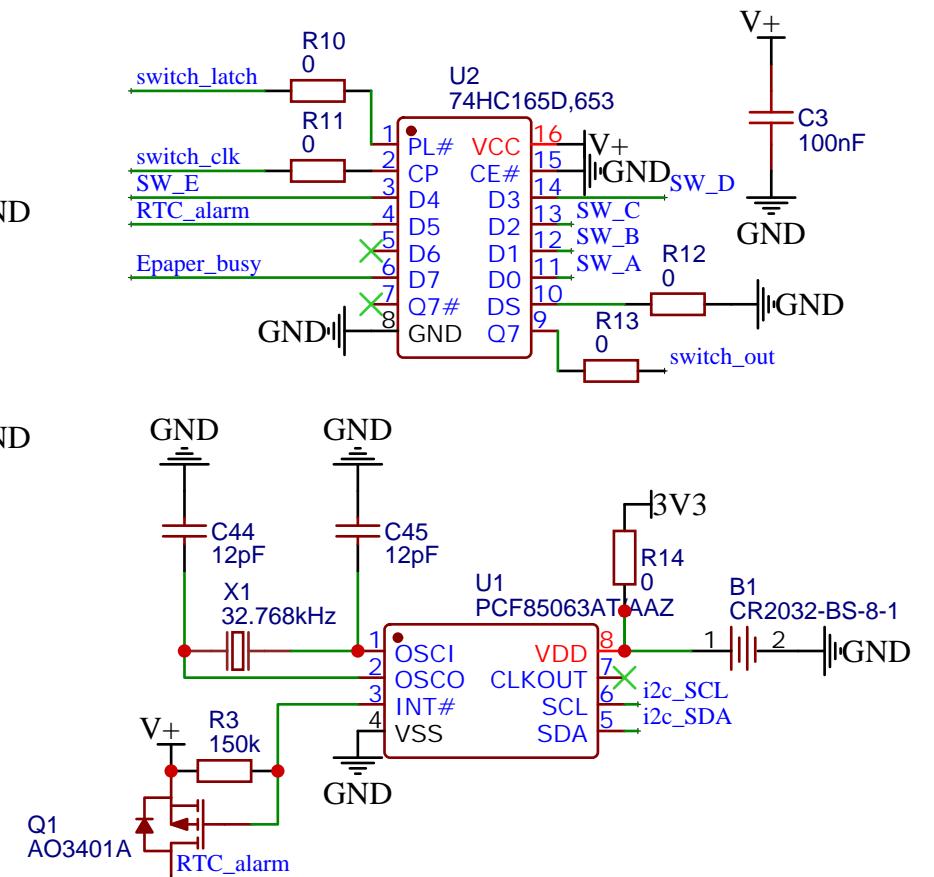 V+
R10
0
switch_latch
U2
74HC165D,653
C3
100nF
R11
0
1
PL#
VCC
16
V+
switch_clk
2
CP
CE#
15
GND
SW_E
3
D4
D3
14
SW_D
RTC_alarm
4
D5
D2
13
SW_C
GND
5
D6
D1
12
SW_B
Epaper_busy
6
D7
D0
11
SW_A
R12
0
7
Q7#
DS
10
GND
GND
8
GND
Q7
9
R13
0
switch_out
GND
GND
3V3
C44
12pF
C45
12pF
R14
0
X1
32.768kHz
U1
PCF85063AT/AAZ
B1
CR2032-BS-8-1
1
OSCI
VDD
8
1
2
GND
2
OSCO
CLKOUT
7
3
INT#
SCL
6
i2c_SCL
4
VSS
SDA
5
i2c_SDA
V+
R3
150k
GND
Q1
AO3401A
RTC_alarm